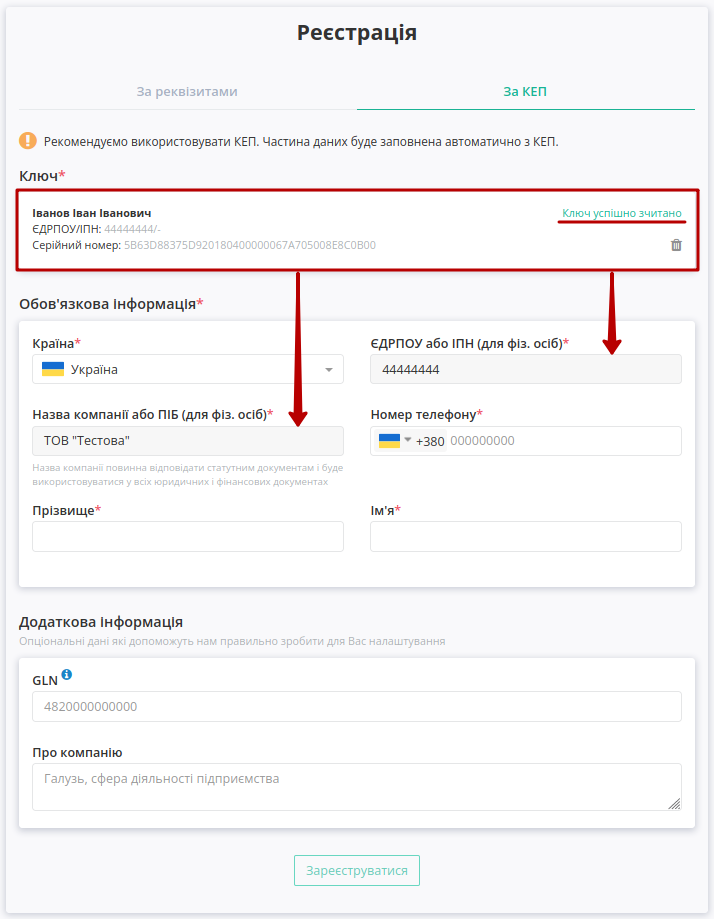 Реєстрація
За реквізитами
За КЕП
Рекомендуємо використовувати КЕП. Частина даних буде заповнена автоматично з КЕП.
Ключ*
Іванов Іван Іванович
Ключ успішно зчитано
ЄДРПОУ/ІПН: 44444444/-
Серійний номер: 5B63D88375D920180400000067A705008E8C0B00
Обов'язкова інформація*
Країна*
ЄДРПОУ або ІПН (для фіз. осіб)*
Україна
44444444
Назва компанії або ПІБ (для фіз. осіб)*
Номер телефону*
ТОВ "Тестова"
+380 000000000
Назва компанії повинна відповідати статутним документам і буде
використовуватися у всіх юридичних і фінансових документах
Прізвище*
Ім'я*
Додаткова інформація
Опціональні дані які допоможуть нам правильно зробити для Вас налаштування
GLN
4820000000000
Про компанію
Галузь, сфера діяльності підприємства
Зареєструватися